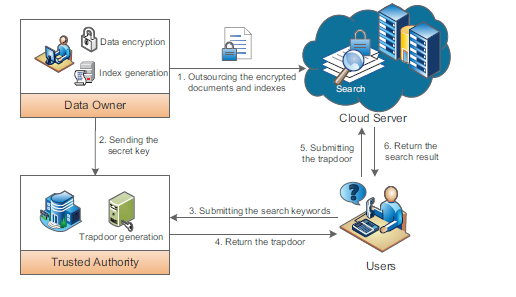 Data encryption
Index generation
Data Owner
1. Outsourcing the encrypted
documents and indexes
Search
Cloud Server
2. Sending the
secret key
5. Submitting
the trapdoor
6. Return the
search result
Trapdoor generation
Trusted Authority
3. Submitting the search keywords
4. Return the trapdoor
?
Users